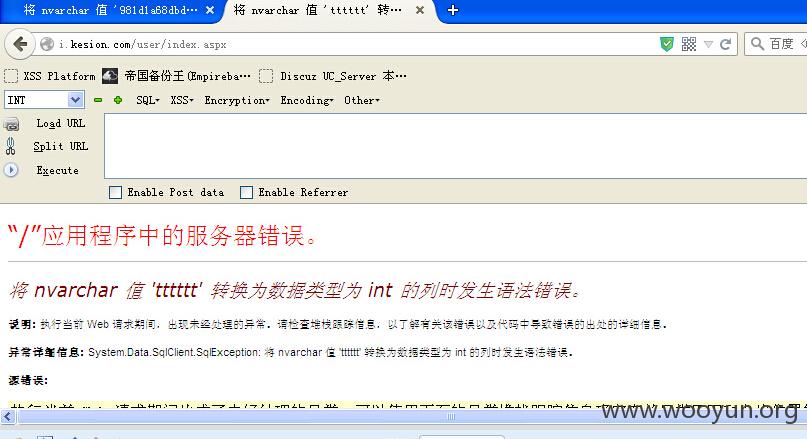 将 nvarchar 值 '981d1a68dbd…
将 nvarchar 值 'tttttt' 转…
i.kesion.com/user/index.aspx
百度
XSS Platform 帝国备份王(Empireba… Discuz UC_Server 本…
INT SQL XSS Encryption Encoding Other
Load URL
Split URL
Execute
Enable Post data Enable Referrer
“/”应用程序中的服务器错误。
将 nvarchar 值 'tttttt' 转换为数据类型为 int 的列时发生语法错误。
说明: 执行当前 Web 请求期间，出现未经处理的异常。请检查堆栈跟踪信息，以了解有关该错误以及代码中导致错误的出处的详细信息。
异常详细信息: System.Data.SqlClient.SqlException: 将 nvarchar 值 'tttttt' 转换为数据类型为 int 的列时发生语法错误。
源错误:
www.wooyun.org